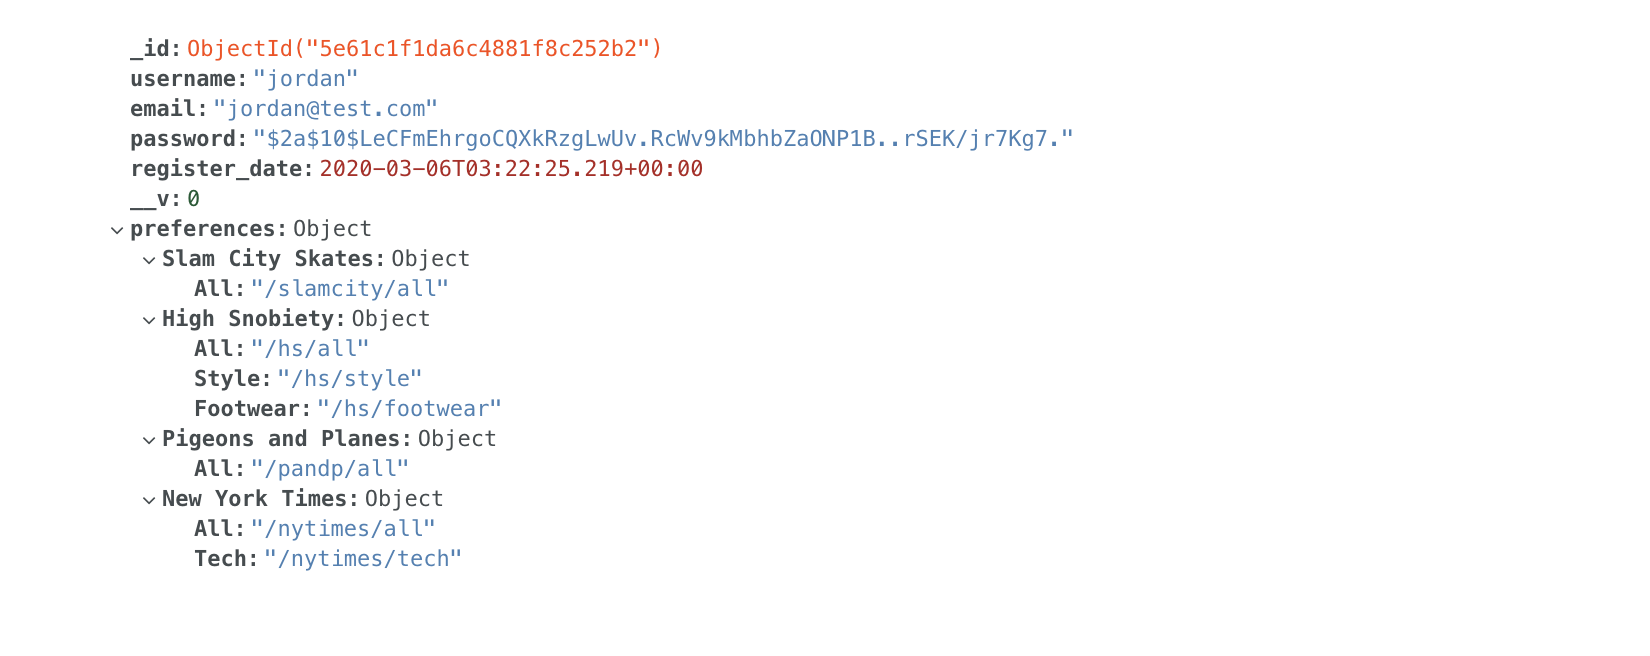 _id: ObjectId("5e61c1f1da6c4881f8c252b2")
username: "jordan"
email: "jordan@test.com"
password: "$2a$10$LeCFmEhrgoCQXkRzgLwUv.RcWv9kMbhbZaONP1B..rSEK/jr7Kg7."
register_date: 2020-03-06T03:22:25.219+00:00
__v: 0
preferences: Object
Slam City Skates: Object
All: "/slamcity/all"
High Snobiety: Object
All: "/hs/all"
Style: "/hs/style"
Footwear: "/hs/footwear"
Pigeons and Planes: Object
All: "/pandp/all"
New York Times: Object
All: "/nytimes/all"
Tech: "/nytimes/tech"